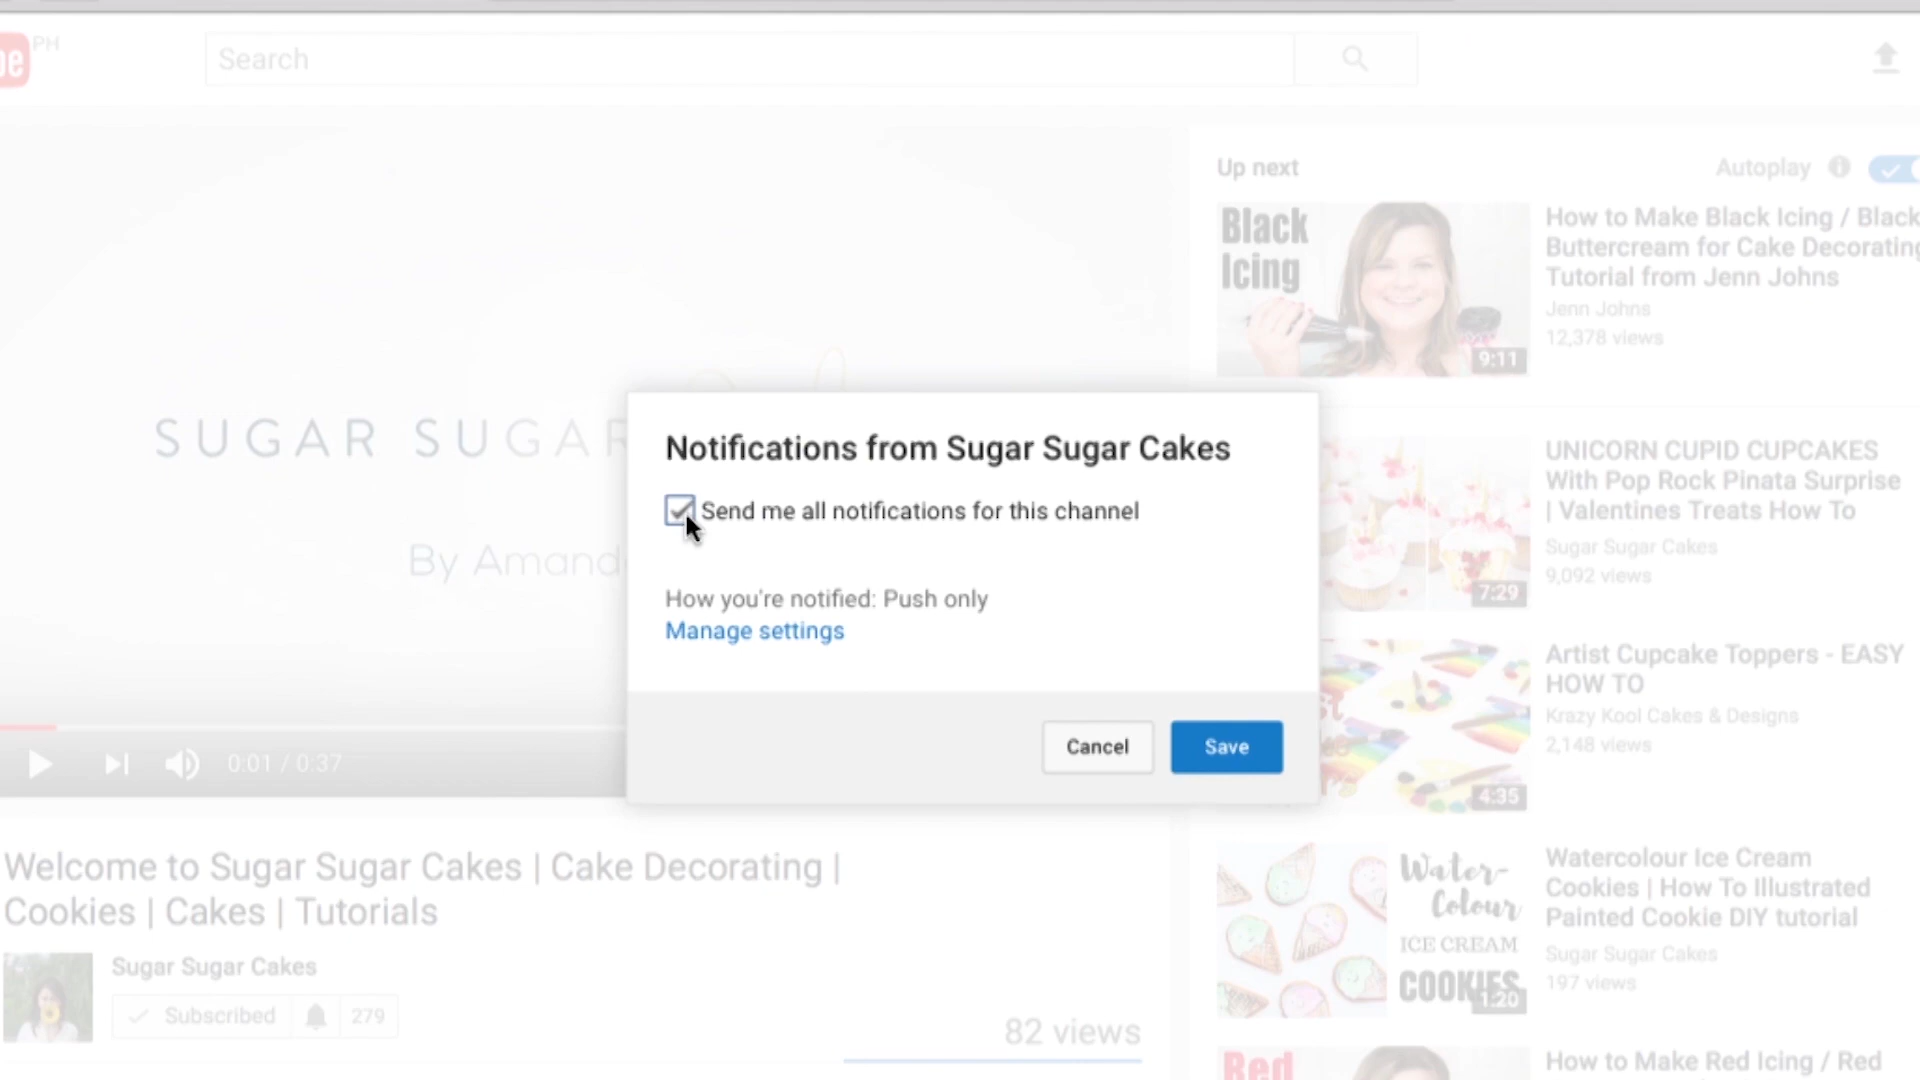 PH
Search
Up next
Autoplay
Black
Icing
9:11
How to Make Black Icing / Black
Buttercream for Cake Decorating
Tutorial from Jenn Johns
Jenn Johns
12,378 views
SUGAR SUGAR
By Amand
Notifications from Sugar Sugar Cakes
Send me all notifications for this channel
How you're notified: Push only
Manage settings
Cancel
Save
7:29
UNICORN CUPID CUPCAKES
With Pop Rock Pinata Surprise
| Valentines Treats How To
Sugar Sugar Cakes
9,092 views
4:35
Artist Cupcake Toppers - EASY
HOW TO
Krazy Kool Cakes & Designs
2,148 views
0:01 / 0:37
Welcome to Sugar Sugar Cakes | Cake Decorating |
Cookies | Cakes | Tutorials
Sugar Sugar Cakes
Subscribed
279
82 views
Water-
Colour
ICE CREAM
COOKIES
1:20
Watercolour Ice Cream
Cookies | How To Illustrated
Painted Cookie DIY tutorial
Sugar Sugar Cakes
197 views
Red
How to Make Red Icing / Red